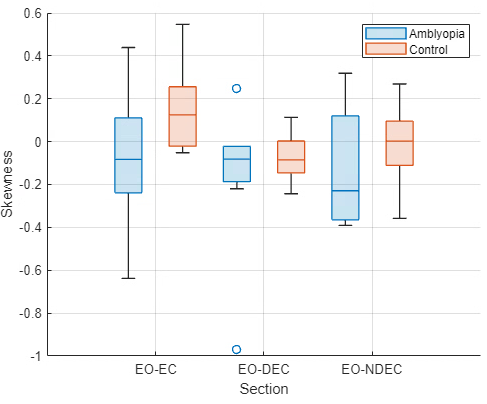 0.6
0.4
0.2
0
-0.2
-0.4
-0.6
-0.8
-1
Skewness
Amblyopia
Control
EO-EC
EO-DEC
EO-NDEC
Section